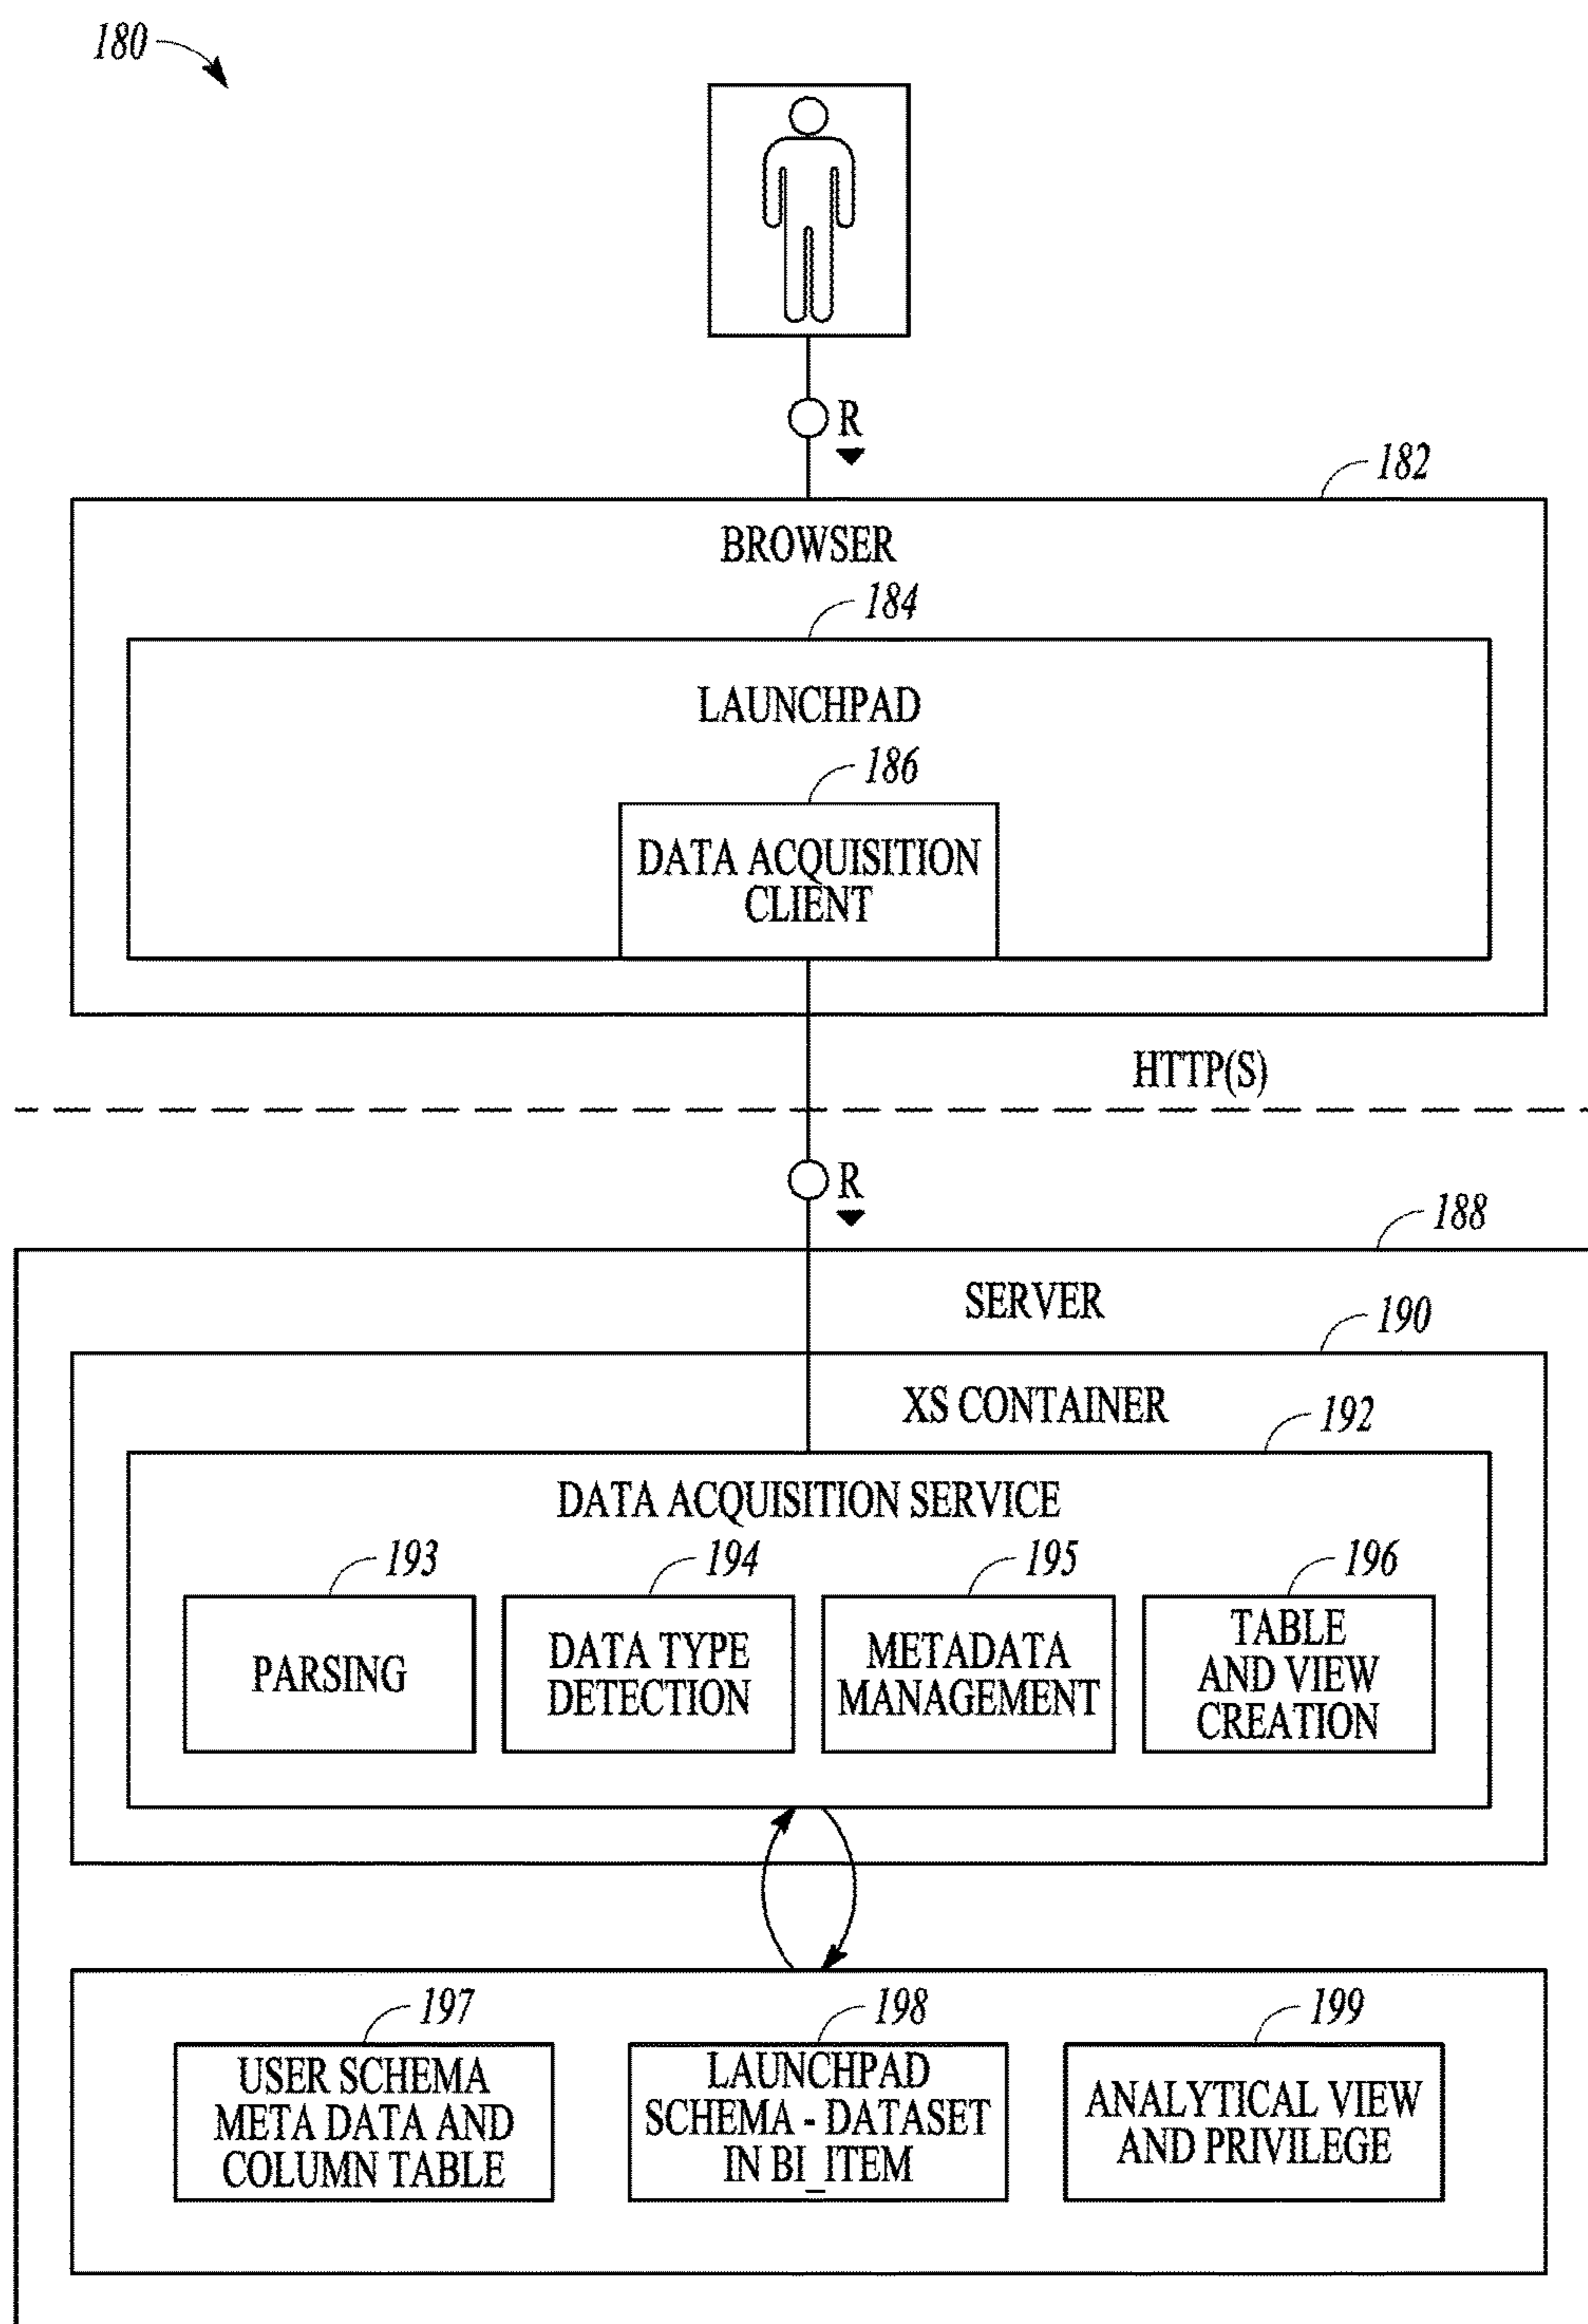 180
R
182
BROWSER
184
LAUNCHPAD
186
DATA ACQUISITION
CLIENT
HTTP(S)
R
188
SERVER
190
XS CONTAINER
192
DATA ACQUISITION SERVICE
193
194
195
196
PARSING
DATA TYPE
DETECTION
METADATA
MANAGEMENT
TABLE
AND VIEW
CREATION
197
198
199
USER SCHEMA
META DATA AND
COLUMN TABLE
LAUNCHPAD
SCHEMA - DATASET
IN BI_ITEM
ANALYTICAL VIEW
AND PRIVILEGE